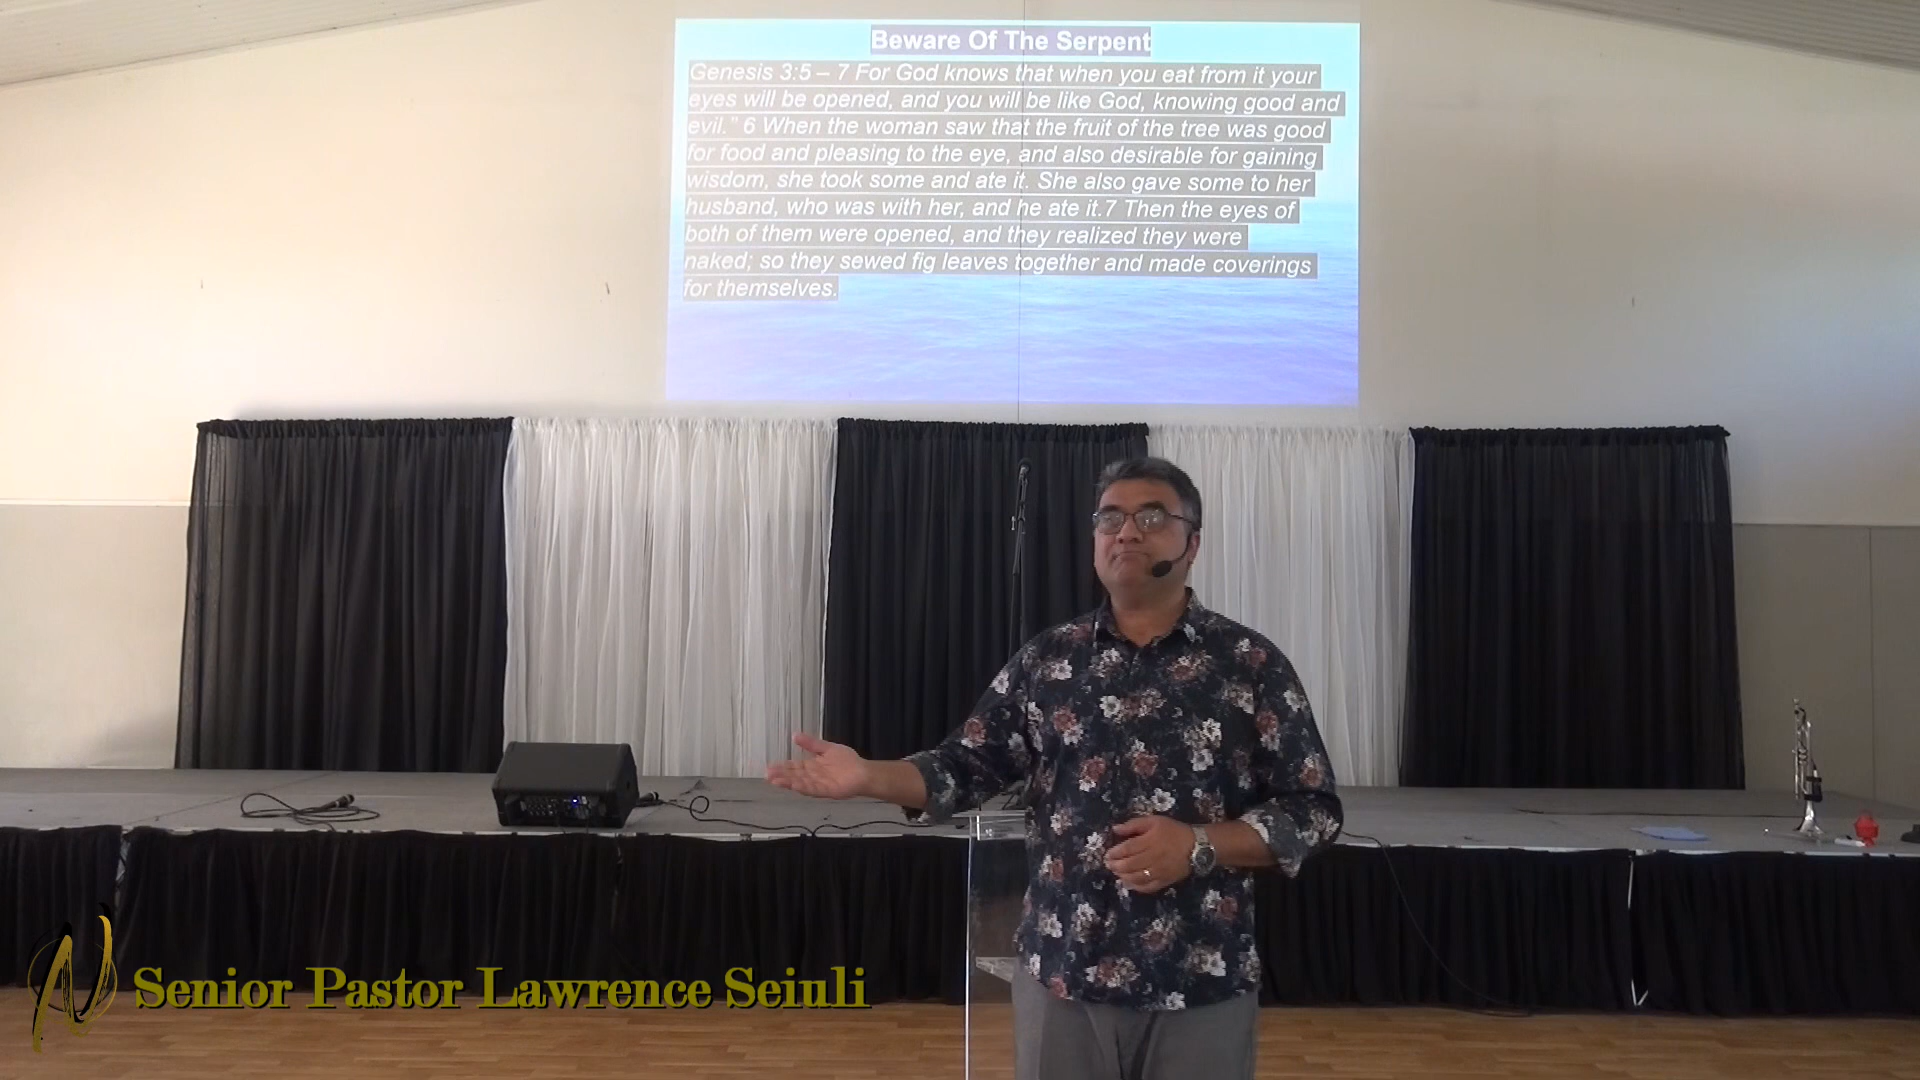 Beware Of The Serpent
Genesis 3:5 – 7 For God knows that when you eat from it your
eyes will be opened, and you will be like God, knowing good and
evil.” 6 When the woman saw that the fruit of the tree was good
for food and pleasing to the eye, and also desirable for gaining
wisdom, she took some and ate it. She also gave some to her
husband, who was with her, and he ate it.7 Then the eyes of
both of them were opened, and they realized they were
naked; so they sewed fig leaves together and made coverings
for themselves.
Senior Pastor Lawrence Seiuli